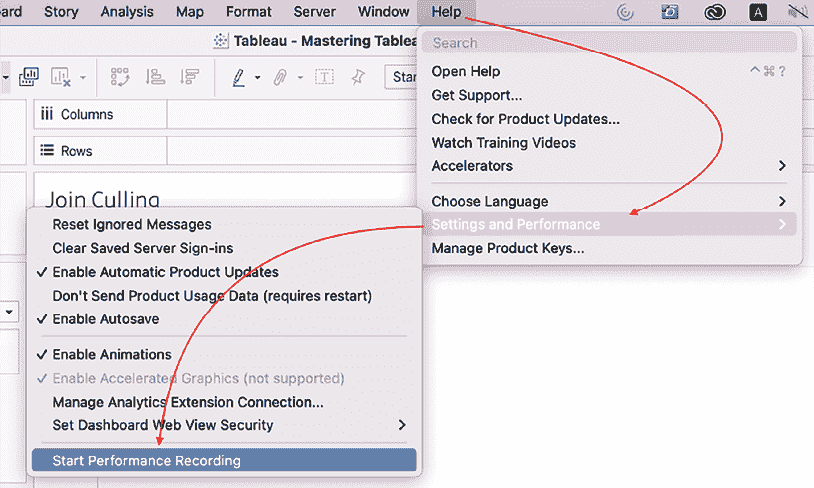 ard Story Analysis Map Format Server Window Help A
Tableau - Mastering Tablea
Search
Open Help ^⌘?
Get Support...
Check for Product Updates...
Watch Training Videos
Accelerators
Choose Language
Settings and Performance
Manage Product Keys...
Star
Columns
Rows
Join Culling
Reset Ignored Messages
Clear Saved Server Sign-ins
✓ Enable Automatic Product Updates
Don't Send Product Usage Data (requires restart)
✓ Enable Autosave
✓ Enable Animations
✓ Enable Accelerated Graphics (not supported)
Manage Analytics Extension Connection...
Set Dashboard Web View Security
Start Performance Recording